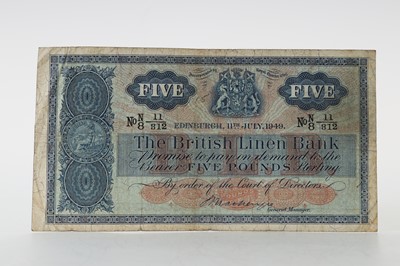 FIVE FIVE
No N/8 11/812 No N/8 11/812
EDINBURGH, 11TH JULY, 1949.
The British Linen Bank
Promise to pay on demand to the
Bearer FIVE POUNDS Sterling
By order of the Court of Directors
General Manager.